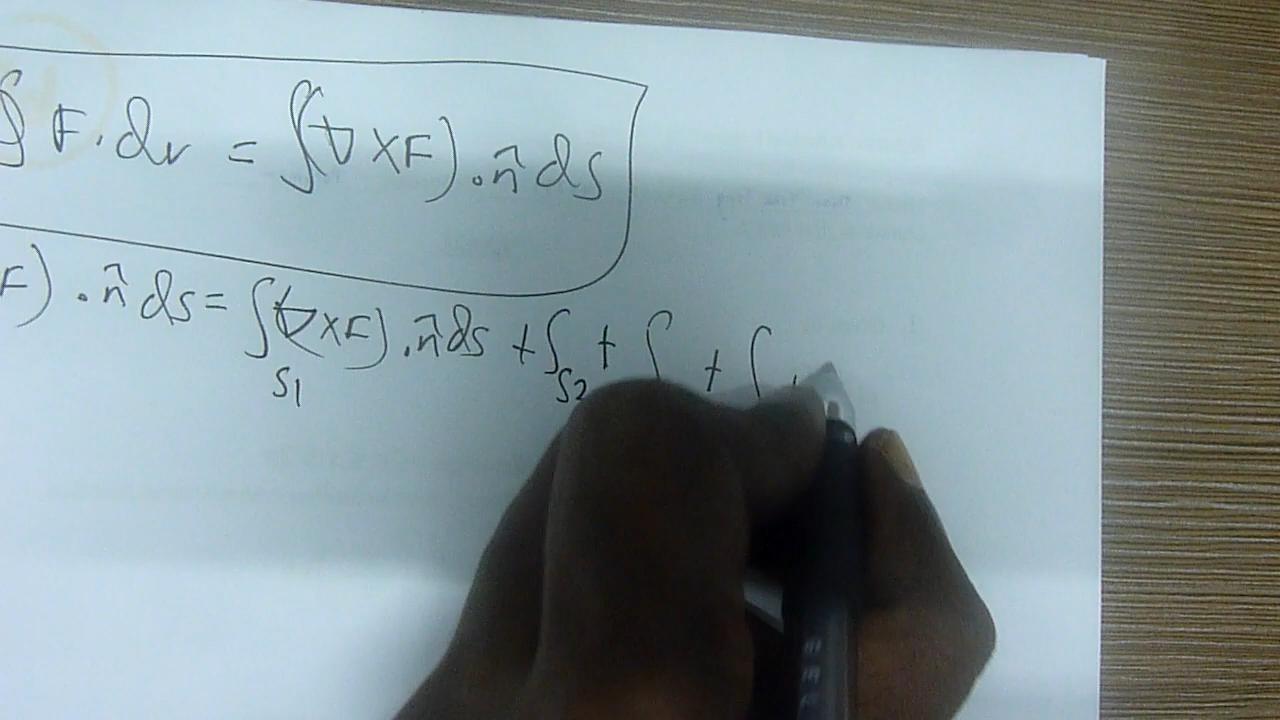 ∮ F. dr = ∫(∇ × F) . n̂ ds
F) . n̂ ds = ∫(∇ × F) . n̂ ds + ∫ + ∫ + ∫ +
S1 S2